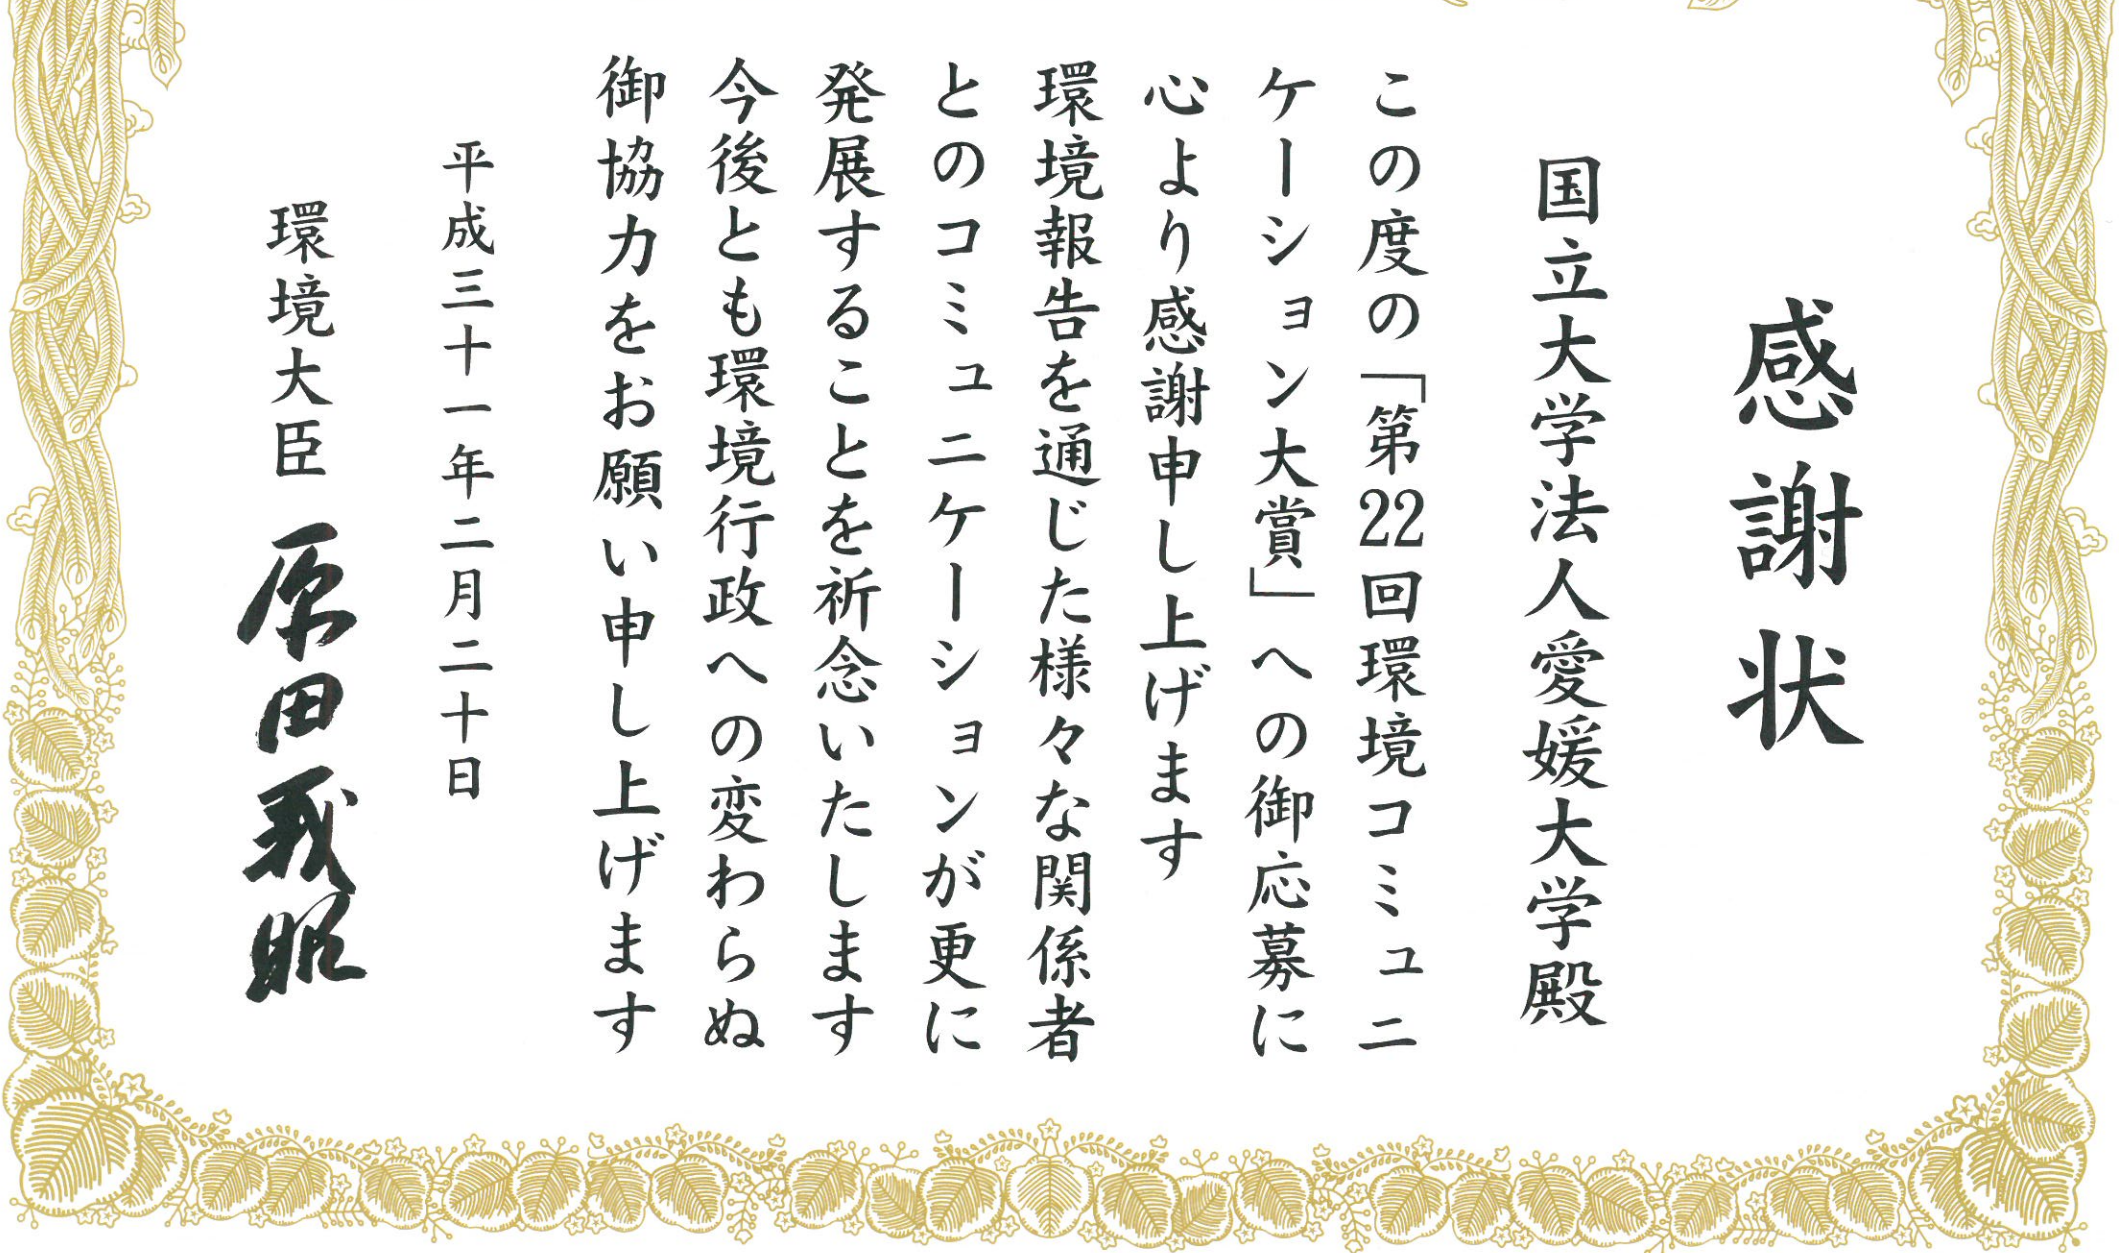 感謝状
国立大学法人愛媛大学殿
この度の「第22回環境コミュニ
ケーション大賞」への御応募に
心より感謝申し上げます
環境報告を通じた様々な関係者
とのコミュニケーションが更に
発展することを祈念いたします
今後とも環境行政への変わらぬ
御協力をお願い申し上げます
平成三十一年二月二十日
環境大臣 原田義昭